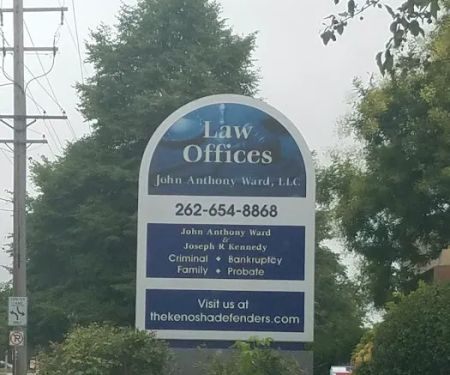 Law
Offices
John Anthony Ward, LLC
262-654-8868
John Anthony Ward
&
Joseph R Kennedy
Criminal • Bankruptcy
Family • Probate
Visit us at
thekenoshadefenders.com